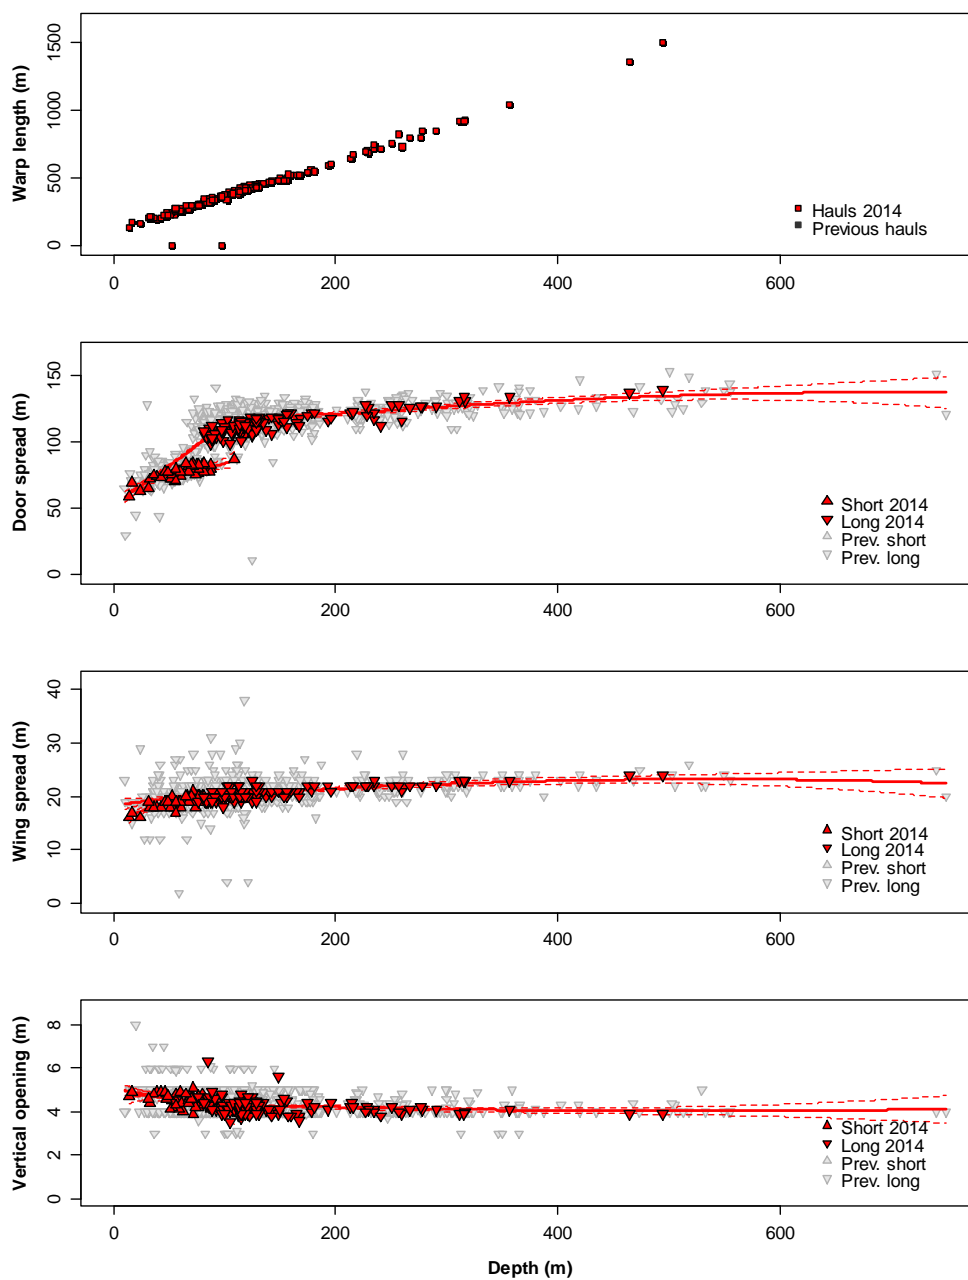 Warp length (m)
0
500
1000
1500
Hauls 2014
Previous hauls
0
200
400
600
Door spread (m)
0
50
100
150
Short 2014
Long 2014
Prev. short
Prev. long
0
200
400
600
Wing spread (m)
0
10
20
30
40
Short 2014
Long 2014
Prev. short
Prev. long
0
200
400
600
Vertical opening (m)
0
2
4
6
8
Short 2014
Long 2014
Prev. short
Prev. long
0
200
400
600
Depth (m)